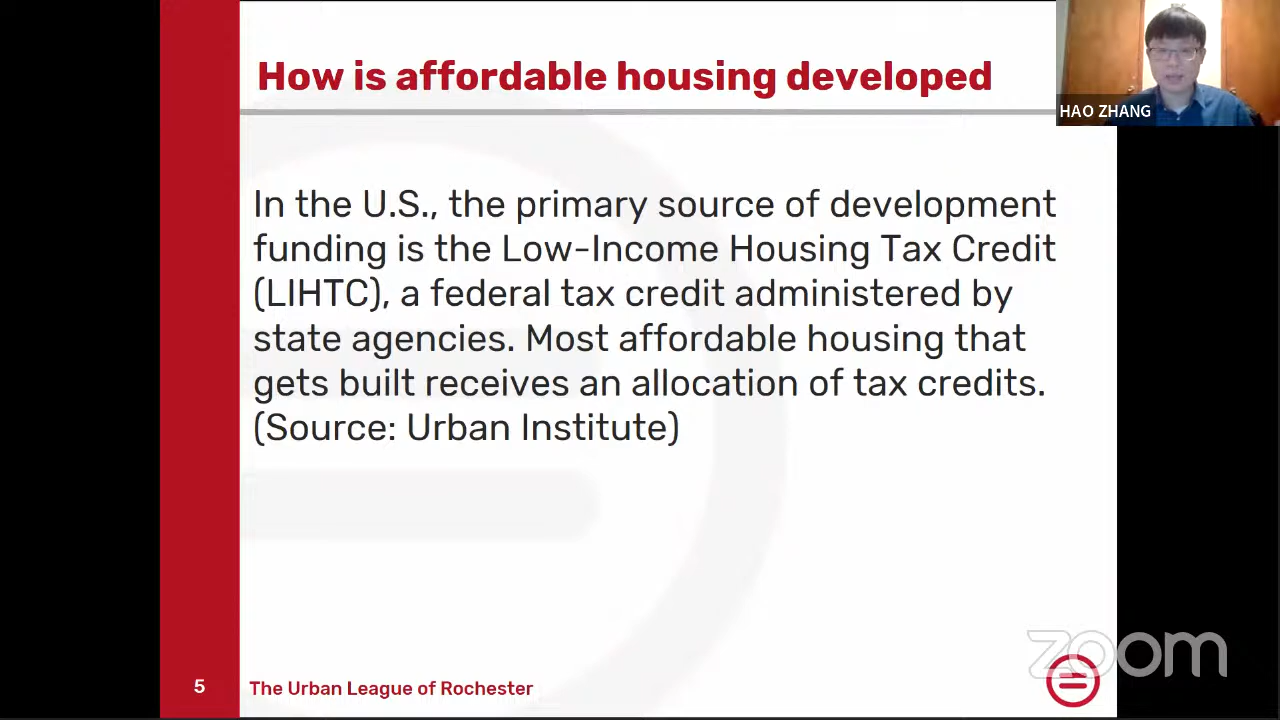 How is affordable housing developed
HAO ZHANG
In the U.S., the primary source of development
funding is the Low-Income Housing Tax Credit
(LIHTC), a federal tax credit administered by
state agencies. Most affordable housing that
gets built receives an allocation of tax credits.
(Source: Urban Institute)
5
The Urban League of Rochester
zoom